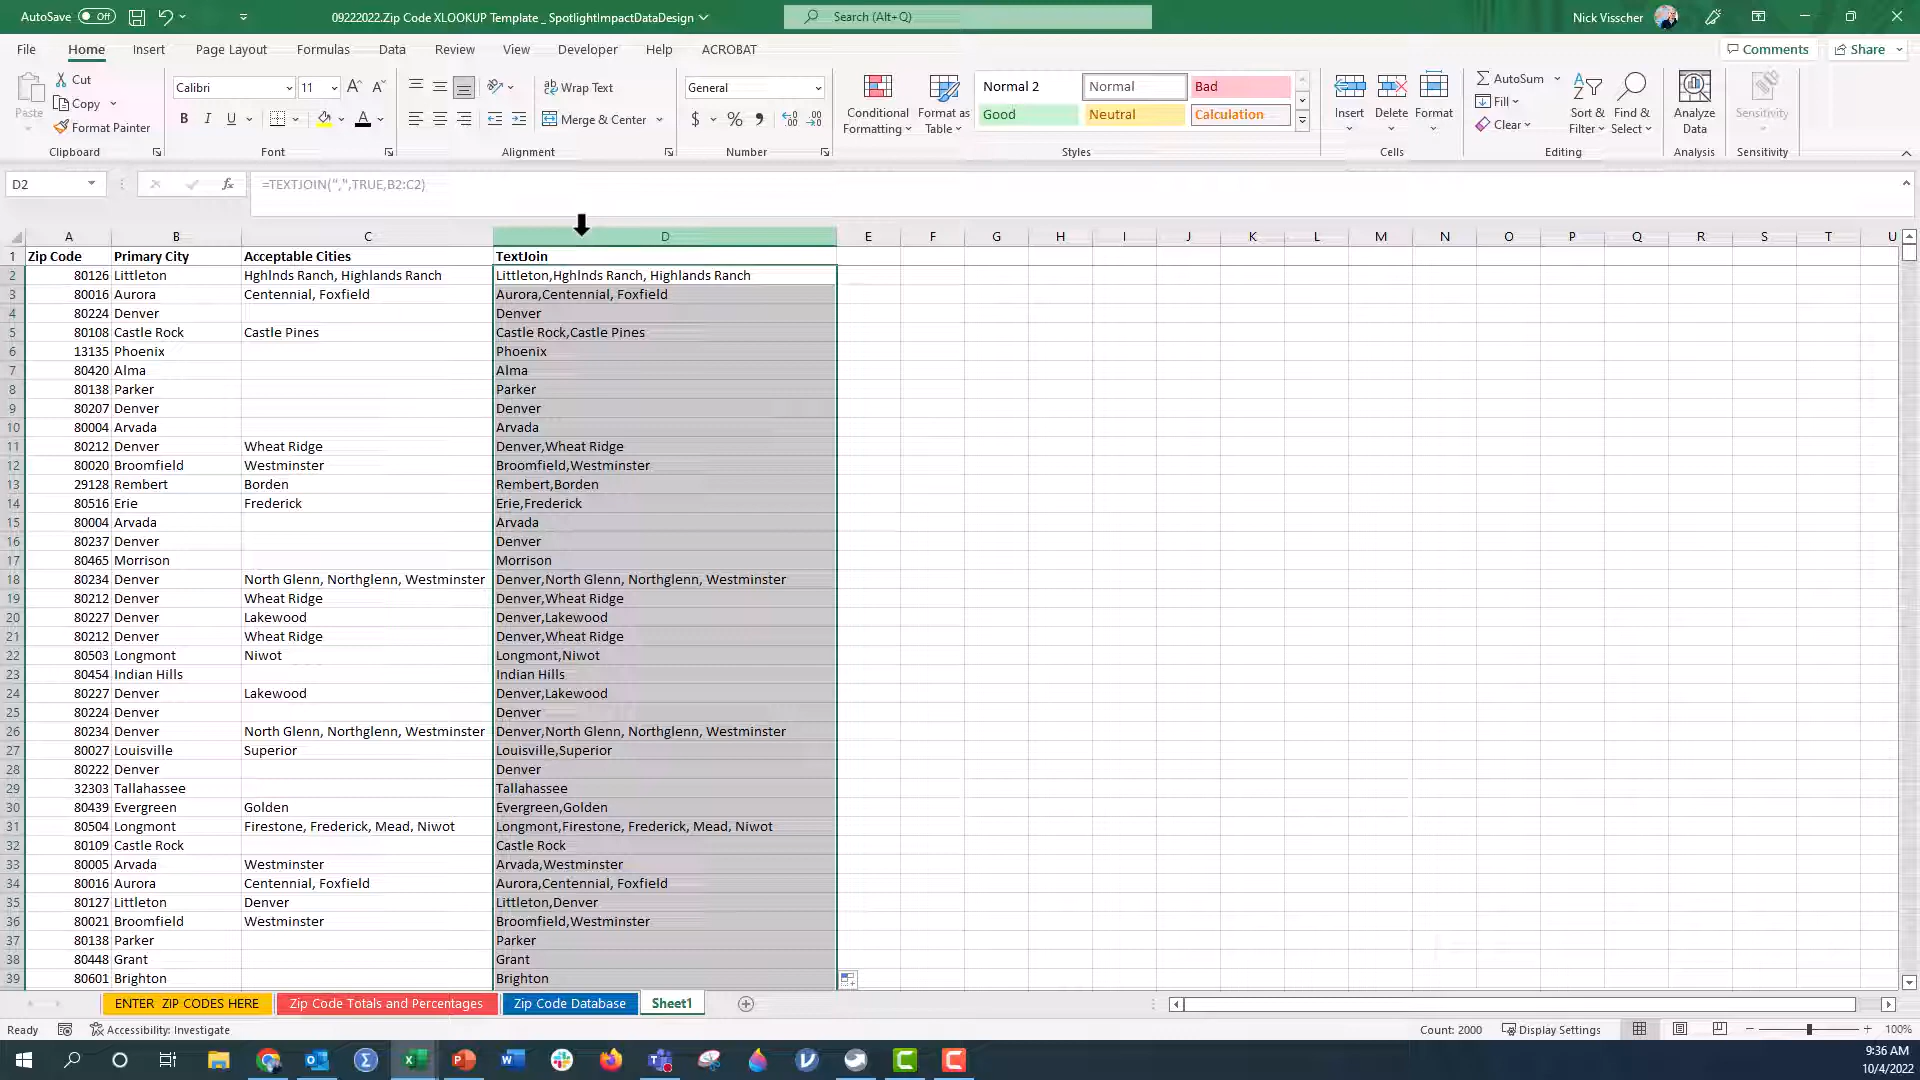 AutoSave Off 09222022.Zip Code XLOOKUP Template _ SpotlightImpactDataDesign Search (Alt+Q) Nick Visscher
File Home Insert Page Layout Formulas Data Review View Developer Help ACROBAT Comments Share
Paste Cut Copy Format Painter
Calibri 11 A A B I U A
Wrap Text Merge & Center
General $ % 9
Conditional Formatting Format as Table
Normal 2 Normal Bad
Good Neutral Calculation
Insert Delete Format
AutoSum Fill Clear Sort & Filter Find & Select Analyze Data Sensitivity
Clipboard Font Alignment Number Styles Cells Editing Analysis Sensitivity
D2 fx =TEXTJOIN(",",TRUE,B2:C2)
A B C D E F G H I J K L M N O P Q R S T U
1 Zip Code Primary City Acceptable Cities TextJoin
2 80126 Littleton Hghlnds Ranch, Highlands Ranch Littleton,Hghlnds Ranch, Highlands Ranch
3 80016 Aurora Centennial, Foxfield Aurora,Centennial, Foxfield
4 80224 Denver Denver
5 80108 Castle Rock Castle Pines Castle Rock,Castle Pines
6 13135 Phoenix Phoenix
7 80420 Alma Alma
8 80138 Parker Parker
9 80207 Denver Denver
10 80004 Arvada Arvada
11 80212 Denver Wheat Ridge Denver,Wheat Ridge
12 80020 Broomfield Westminster Broomfield,Westminster
13 29128 Rembert Borden Rembert,Borden
14 80516 Erie Frederick Erie,Frederick
15 80004 Arvada Arvada
16 80237 Denver Denver
17 80465 Morrison Morrison
18 80234 Denver North Glenn, Northglenn, Westminster Denver,North Glenn, Northglenn, Westminster
19 80212 Denver Wheat Ridge Denver,Wheat Ridge
20 80227 Denver Lakewood Denver,Lakewood
21 80212 Denver Wheat Ridge Denver,Wheat Ridge
22 80503 Longmont Niwot Longmont,Niwot
23 80454 Indian Hills Indian Hills
24 80227 Denver Lakewood Denver,Lakewood
25 80224 Denver Denver
26 80234 Denver North Glenn, Northglenn, Westminster Denver,North Glenn, Northglenn, Westminster
27 80027 Louisville Superior Louisville,Superior
28 80222 Denver Denver
29 32303 Tallahassee Tallahassee
30 80439 Evergreen Golden Evergreen,Golden
31 80504 Longmont Firestone, Frederick, Mead, Niwot Longmont,Firestone, Frederick, Mead, Niwot
32 80109 Castle Rock Castle Rock
33 80005 Arvada Westminster Arvada,Westminster
34 80016 Aurora Centennial, Foxfield Aurora,Centennial, Foxfield
35 80127 Littleton Denver Littleton,Denver
36 80021 Broomfield Westminster Broomfield,Westminster
37 80138 Parker Parker
38 80448 Grant Grant
39 80601 Brighton Brighton
ENTER ZIP CODES HERE Zip Code Totals and Percentages Zip Code Database Sheet1
Ready Accessibility: Investigate Count: 2000 Display Settings 100%
9:36 AM
10/4/2022